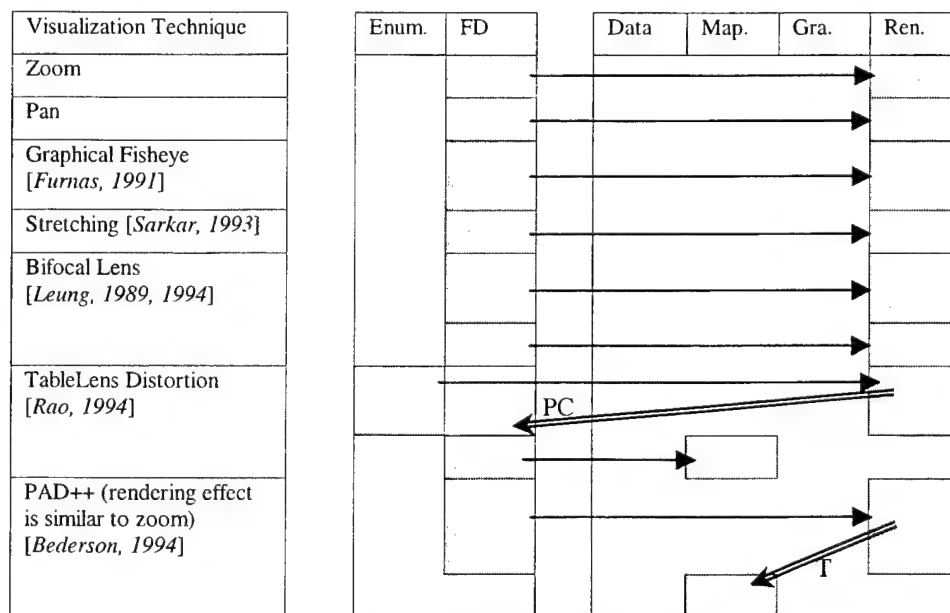 Visualization Technique Enum. FD Data Map. Gra. Ren.
Zoom
Pan
Graphical Fisheye
[Furnas, 1991]
Stretching [Sarkar, 1993]
Bifocal Lens
[Leung, 1989, 1994]
TableLens Distortion
[Rao, 1994]
PC
PAD++ (rendering effect
is similar to zoom)
[Bederson, 1994]
T